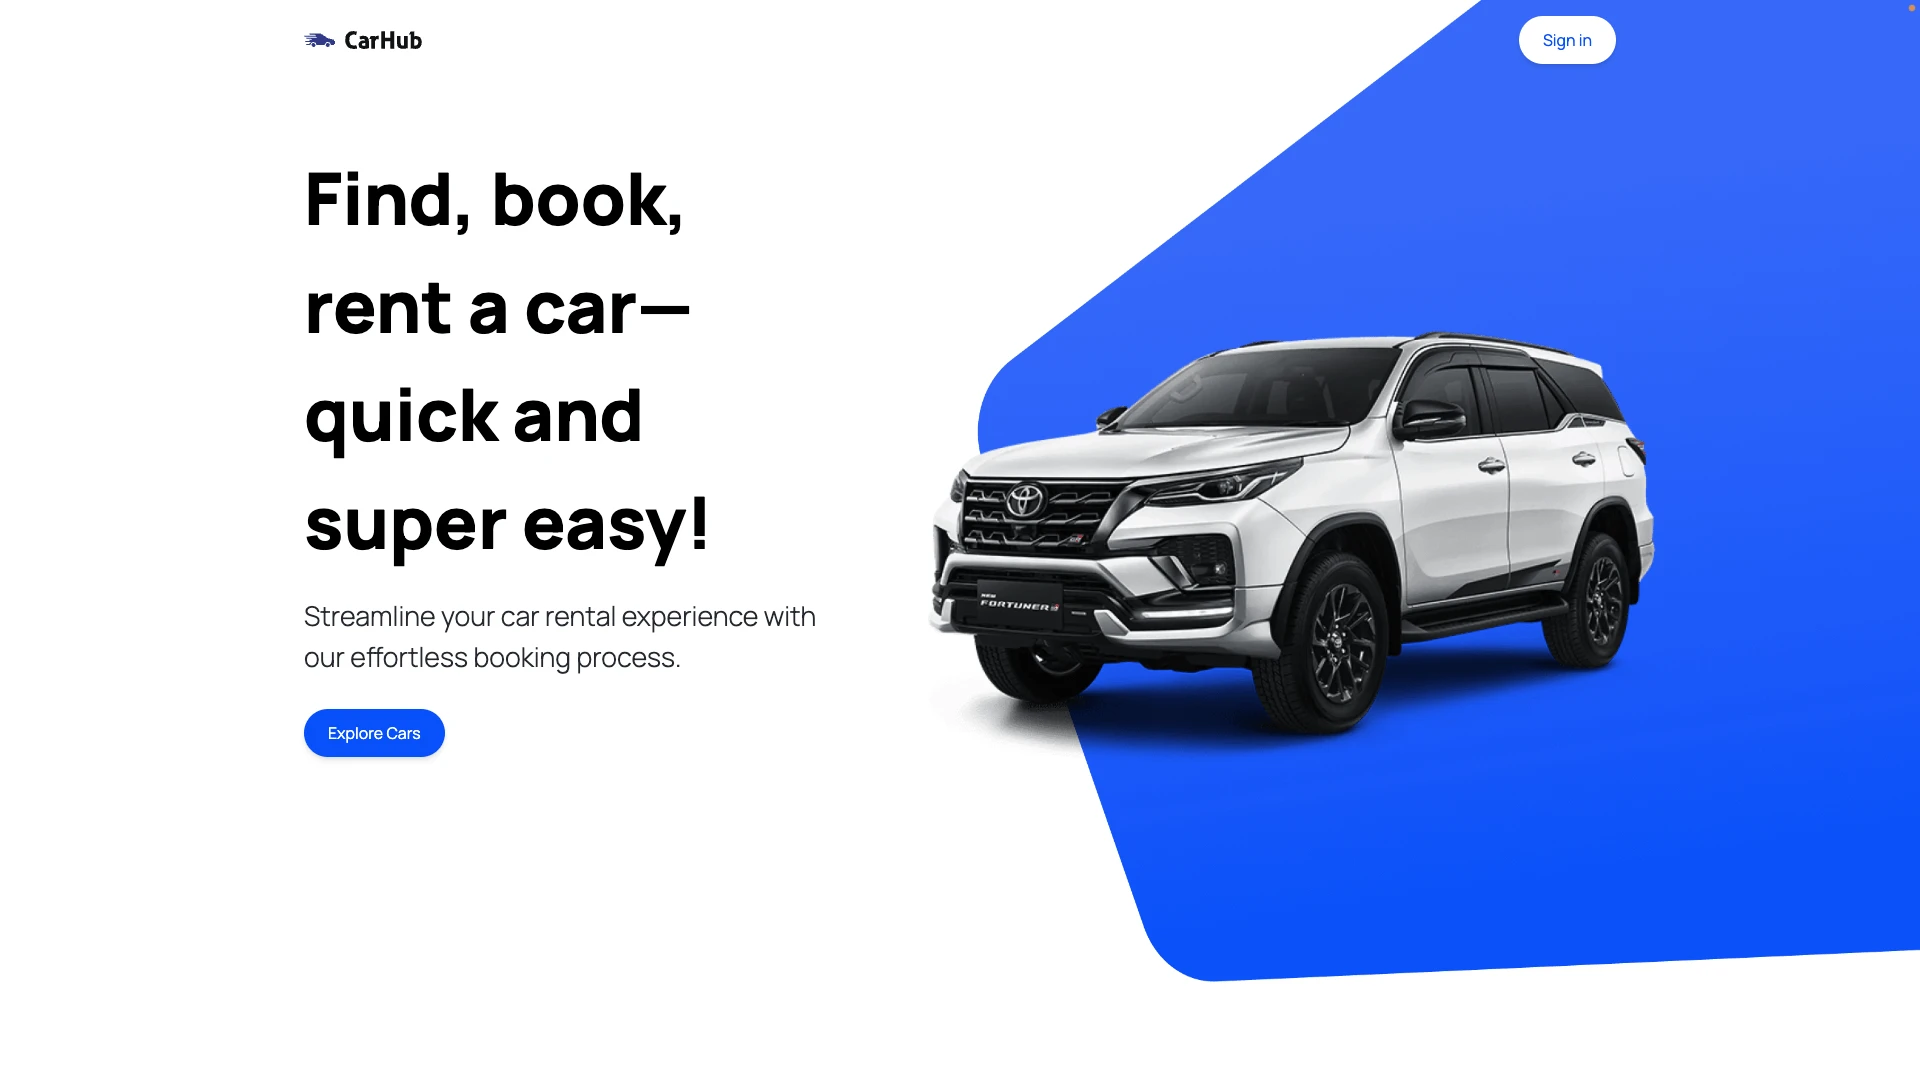 CarHub
Sign in
Find, book,
rent a car—
quick and
super easy!
Streamline your car rental experience with
our effortless booking process.
Explore Cars
NEW
FORTUNER